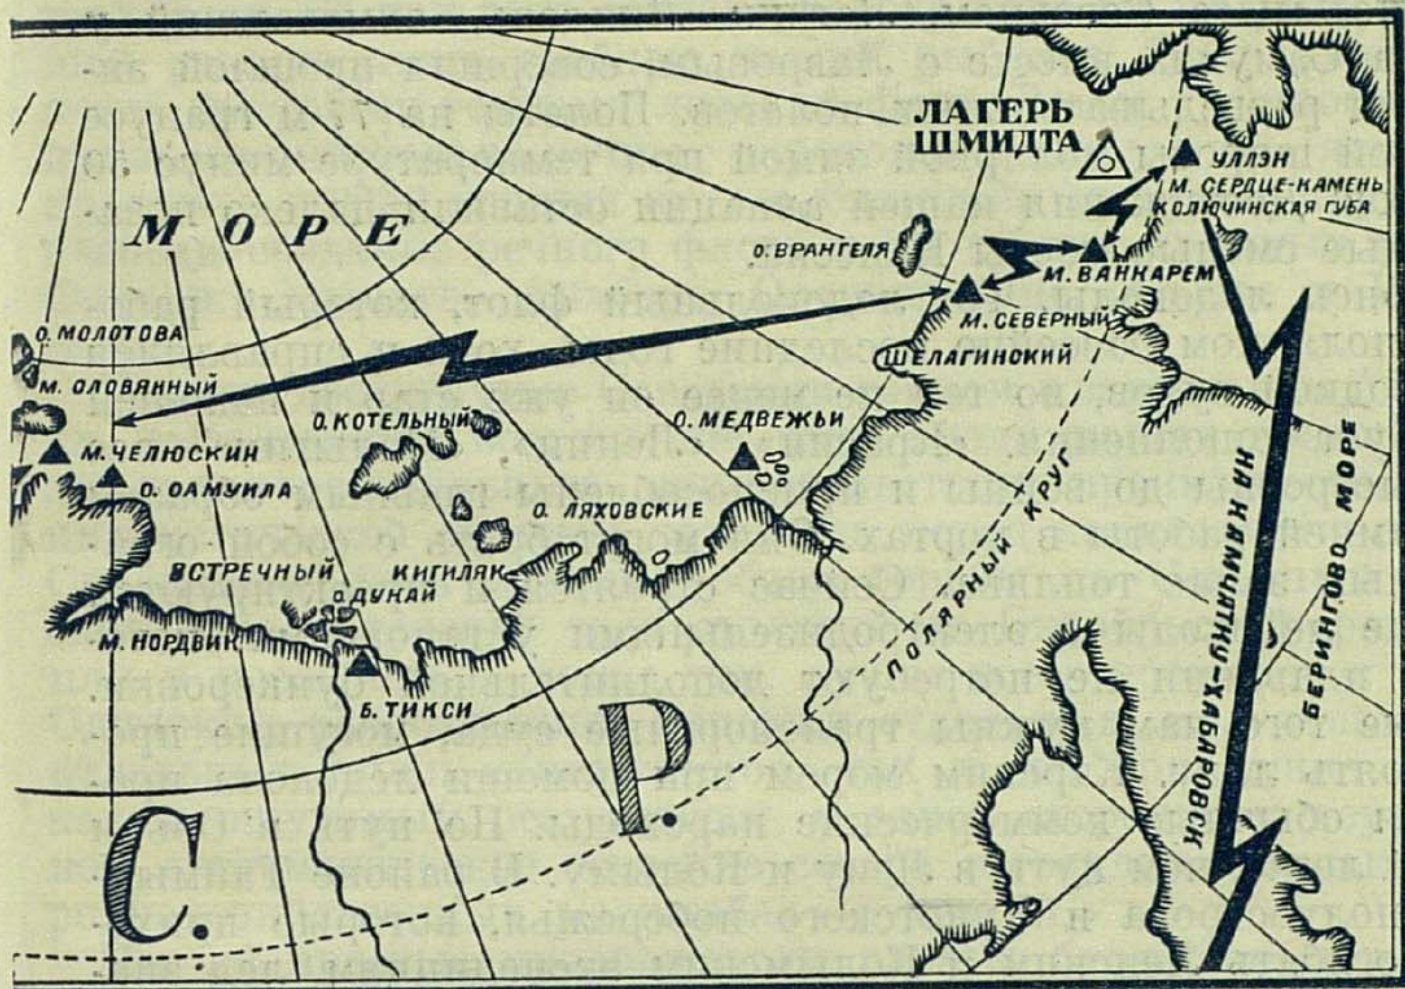 МОРЕ
ЛАГЕРЬ
ШМИДТА
УЛЛЭН
М. СЕРДЦЕ-КАМЕНЬ
КОЛЮЧИНСКАЯ ГУБА
О. ВРАНГЕЛЯ
М. ВАНКАРЕМ
М. СЕВЕРНЫЙ
ШЕЛАГИНСКИЙ
О. МОЛОТОВА
М. ОЛОВЯННЫЙ
О. КОТЕЛЬНЫЙ
О. МЕДВЕЖЬИ
М. ЧЕЛЮСКИН
О. САМУИЛА
О. ЛЯХОВСКИЕ
ВСТРЕЧНЫЙ
КИГИЛЯК
О. ДУКАЙ
М. НОРДВИК
Б. ТИКСИ
ПОЛЯРНЫЙ КРУГ
НА КАМЧАТКУ-ХАБАРОВСК
БЕРИНГОВО МОРЕ
С. Р.